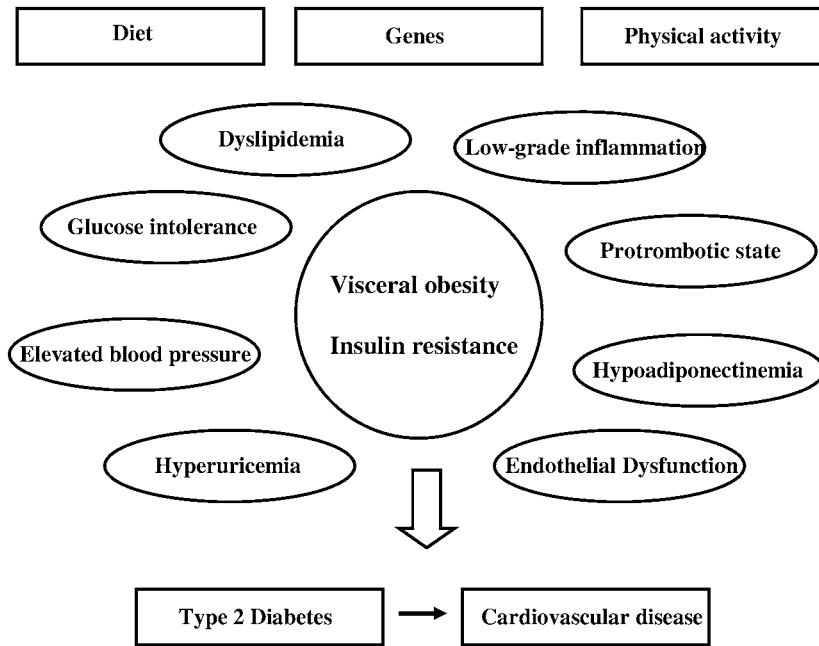 Diet
Genes
Physical activity
Dyslipidemia
Low-grade inflammation
Glucose intolerance
Protrombotic state
Visceral obesity
Insulin resistance
Elevated blood pressure
Hypoadiponectinemia
Hyperuricemia
Endothelial Dysfunction
Type 2 Diabetes
Cardiovascular disease